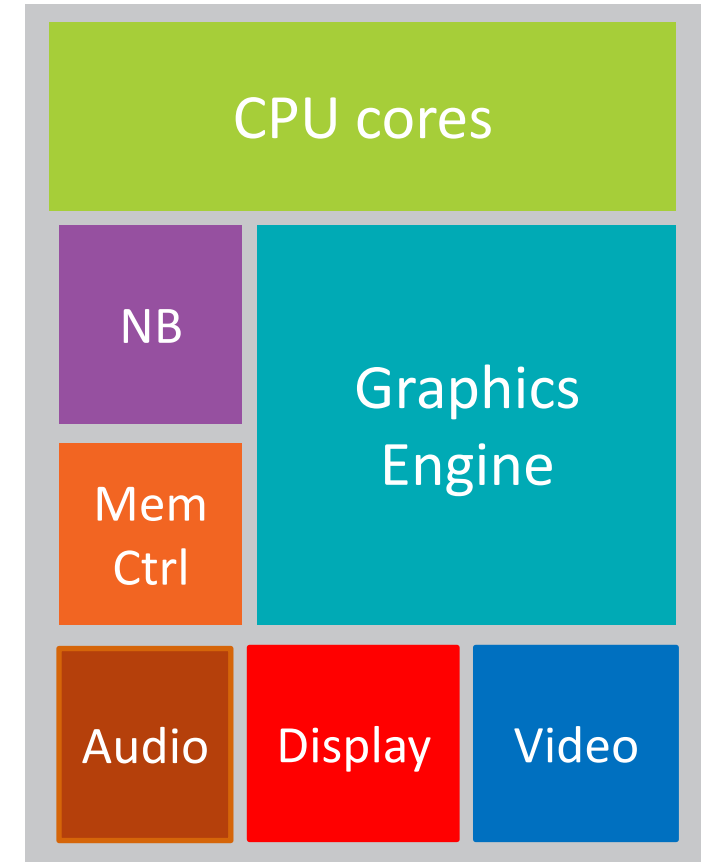 CPU cores
NB
Graphics
Engine
Mem
Ctrl
Audio
Display
Video